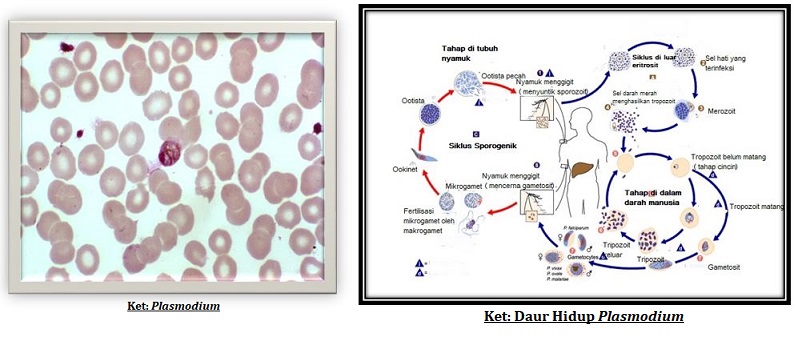 Ket: Plasmodium
Tahap di tubuh
nyamuk
Ootista pecah
Nyamuk menggigit
( menyuntik sporozoit)
Ootista
Siklus Sporogenik
Ookinet
Nyamuk menggigit
( mencerna gametosit)
Mikrogamet
Fertilisasi
mikrogamet oleh
makrogamet
Siklus di luar
eritrosit
Sel hati yang
terinfeksi
Sel darah merah
menghasilkan tropozoit
Merozoit
Tropozoit belum matang
( tahap cincin)
Tahap di dalam
darah manusia
Tropozoit matang
Tripozoit
keluar
Tripozoit
Gametosit
P. falciparum
Gametocytes
P. vivax
P. ovale
P. malariae
Ket: Daur Hidup Plasmodium